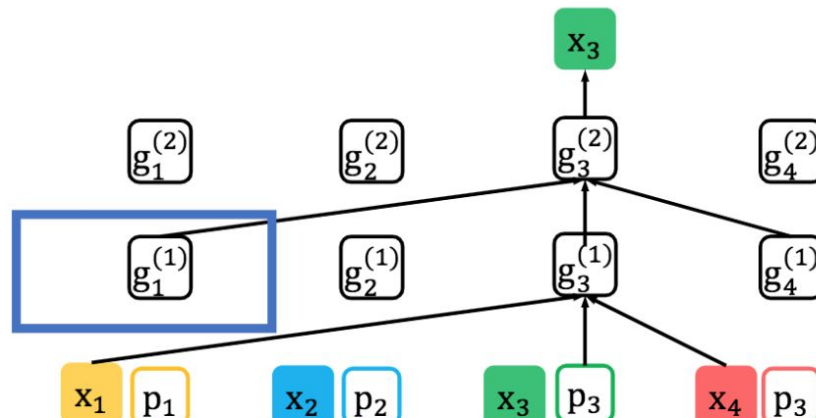 x₃
g₁⁽²⁾ g₂⁽²⁾ g₃⁽²⁾ g₄⁽²⁾
g₁⁽¹⁾ g₂⁽¹⁾ g₃⁽¹⁾ g₄⁽¹⁾
x₁ p₁ x₂ p₂ x₃ p₃ x₄ p₃